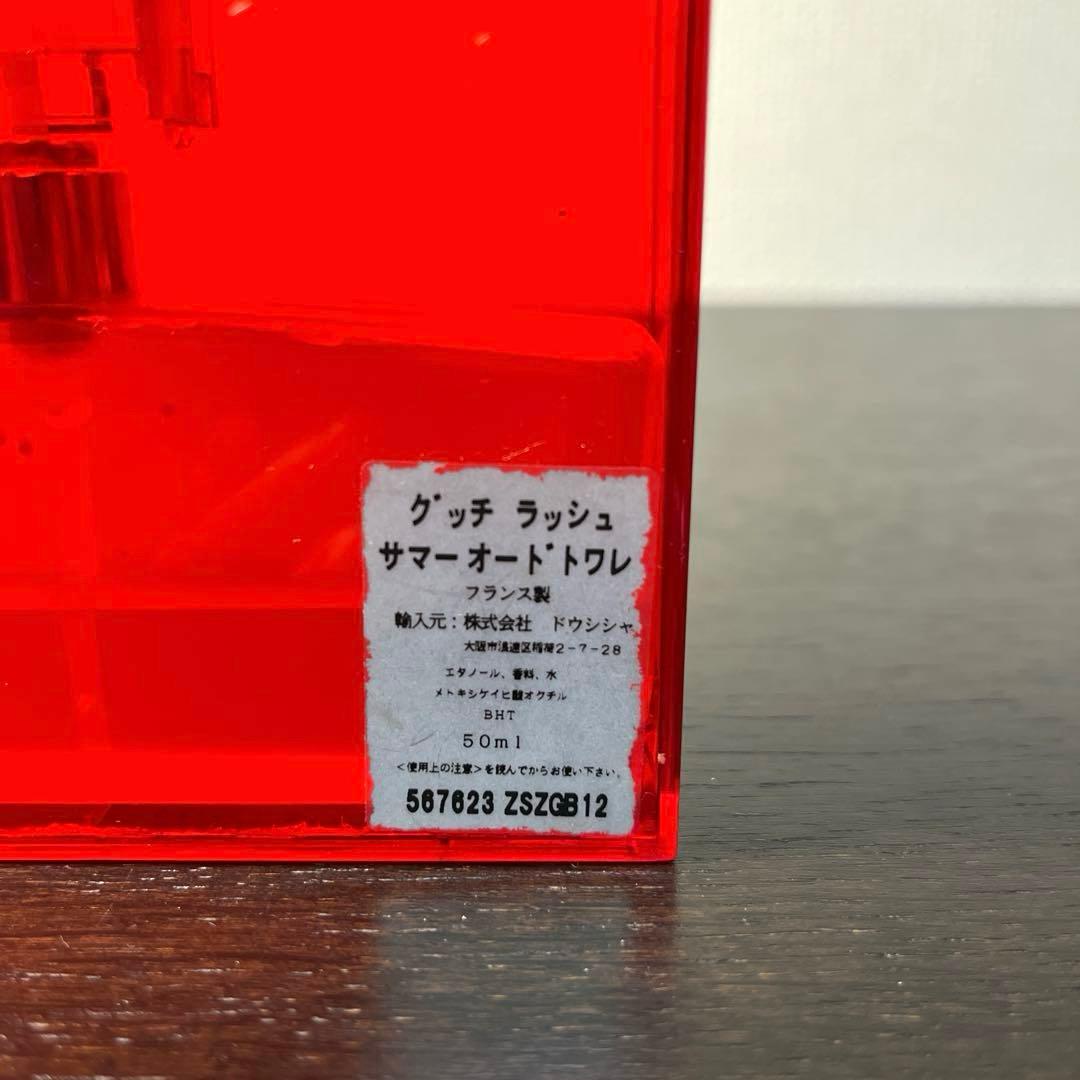 グッチ ラッシュ
サマー オードトワレ
フランス製
輸入元：株式会社 ドウシシャ
大阪市浪速区稲荷２－７－２８
エタノール、香料、水
メトキシケイヒ酸オクチル
ＢＨＴ
５０ｍｌ
＜使用上の注意＞を読んでからお使い下さい。
567623 ZSZGB12